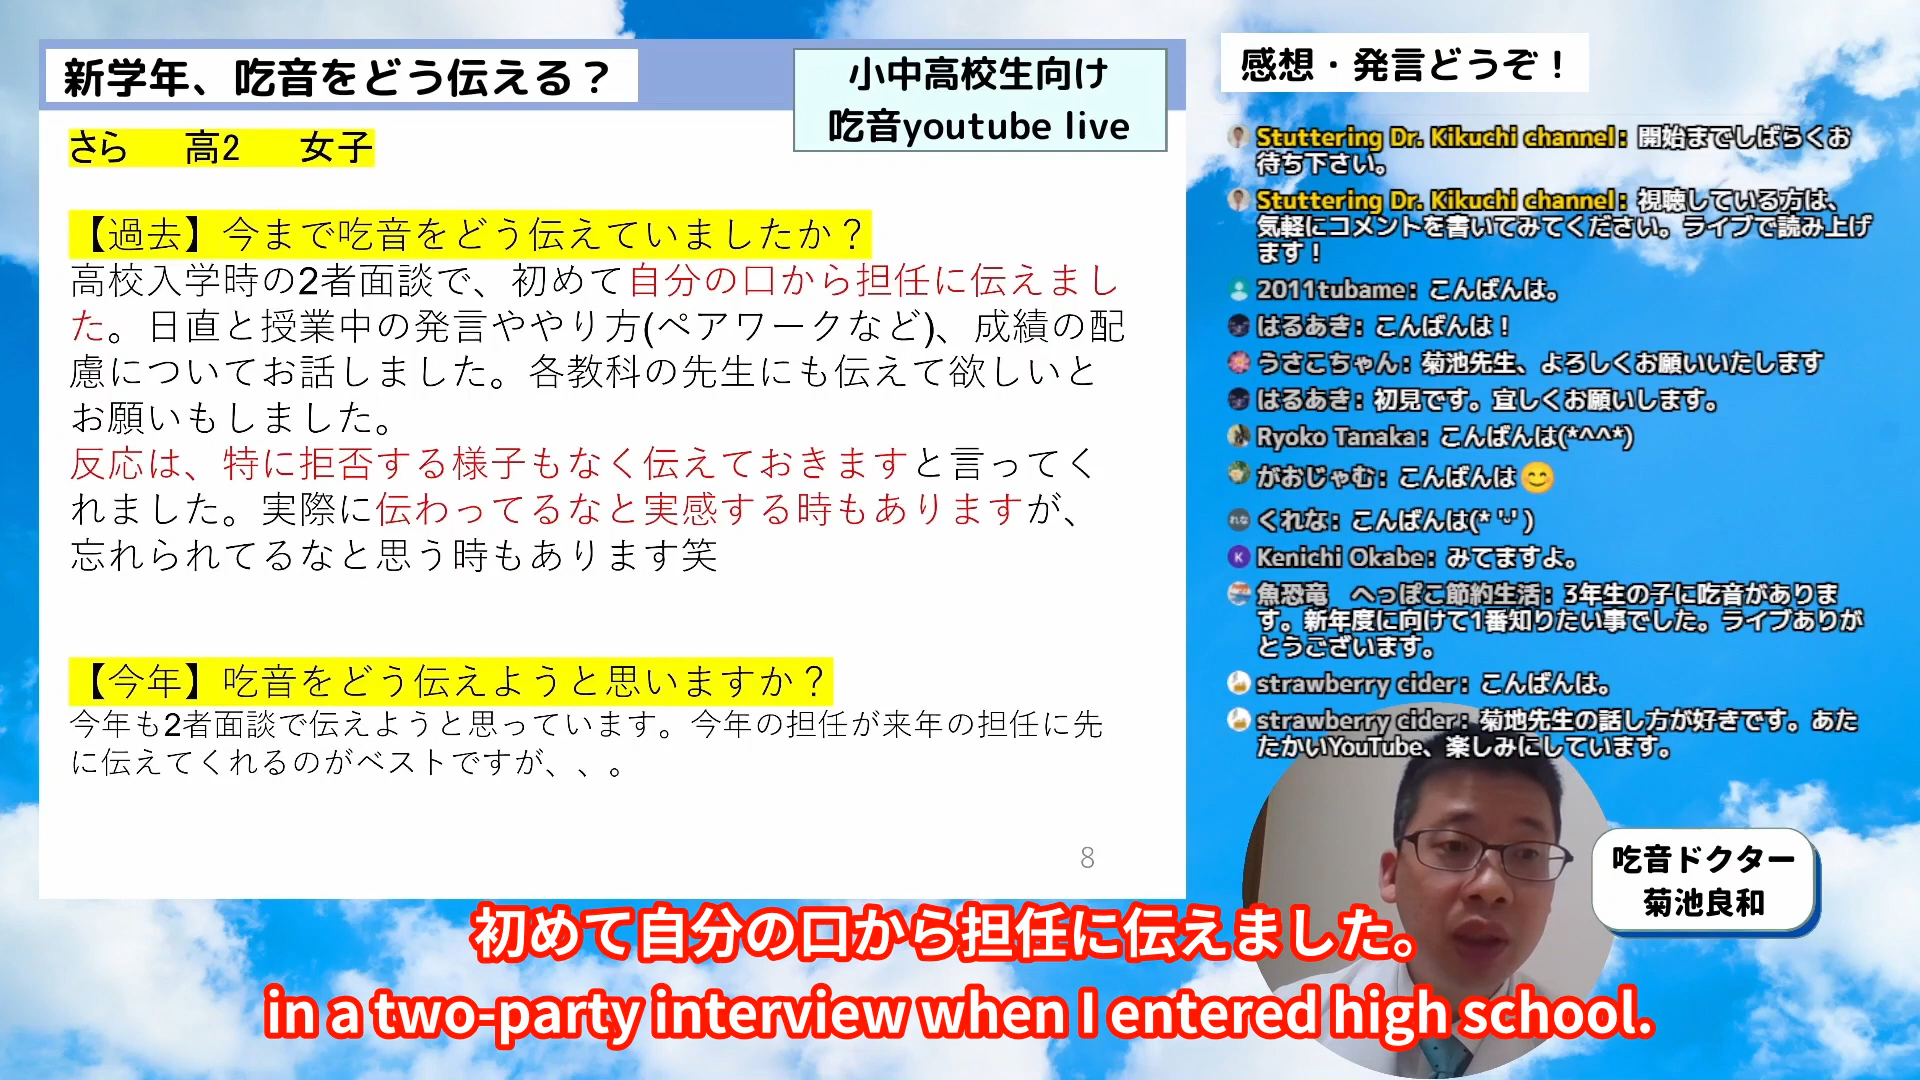 新学年、吃音をどう伝える？
小中高校生向け
吃音youtube live
さら 高2 女子
【過去】今まで吃音をどう伝えていましたか？
高校入学時の2者面談で、初めて自分の口から担任に伝えまし
た。日直と授業中の発言ややり方(ペアワークなど)、成績の配
慮についてお話しました。各教科の先生にも伝えて欲しいと
お願いもしました。
反応は、特に拒否する様子もなく伝えておきますと言ってく
れました。実際に伝わってるなと実感する時もありますが、
忘れられてるなと思う時もあります笑
【今年】吃音をどう伝えようと思いますか？
今年も2者面談で伝えようと思っています。今年の担任が来年の担任に先
に伝えてくれるのがベストですが、、。
8
感想・発言どうぞ！
Stuttering Dr. Kikuchi channel: 開始までしばらくお
待ち下さい。
Stuttering Dr. Kikuchi channel: 視聴している方は、
気軽にコメントを書いてみてください。ライブで読み上げ
ます！
2011tubame: こんばんは。
はるあき: こんばんは！
うさこちゃん: 菊池先生、よろしくお願いいたします
はるあき: 初見です。宜しくお願いします。
Ryoko Tanaka: こんばんは(*^^*)
がおじゃむ: こんばんは😊
れな くれな: こんばんは(* 'ᵕ' )
K Kenichi Okabe: みてますよ。
魚恐竜　へっぽこ節約生活: 3年生の子に吃音がありま
す。新年度に向けて1番知りたい事でした。ライブありが
とうございます。
strawberry cider: こんばんは。
strawberry cider: 菊地先生の話し方が好きです。あた
たかいYouTube、楽しみにしています。
吃音ドクター
菊池良和
初めて自分の口から担任に伝えました。
in a two-party interview when I entered high school.